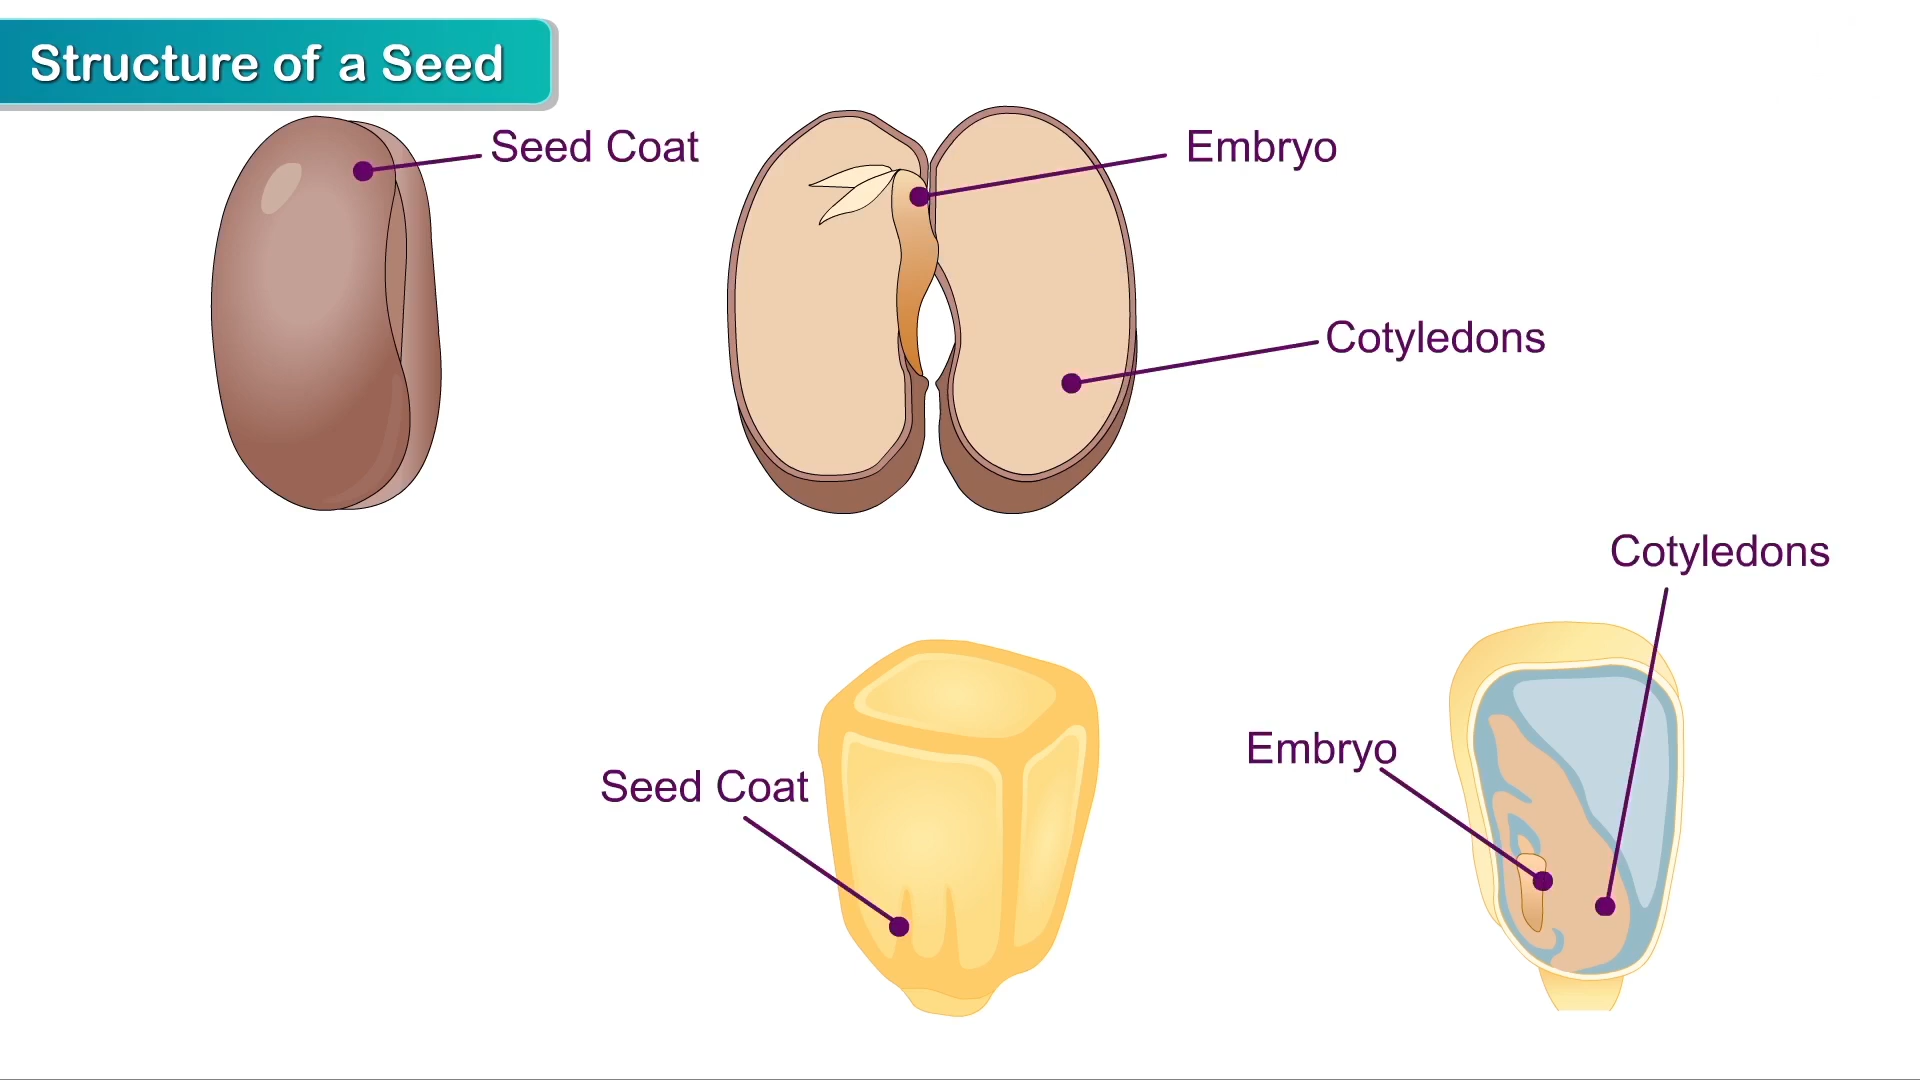 Structure of a Seed
Seed Coat
Embryo
Cotyledons
Cotyledons
Embryo
Seed Coat